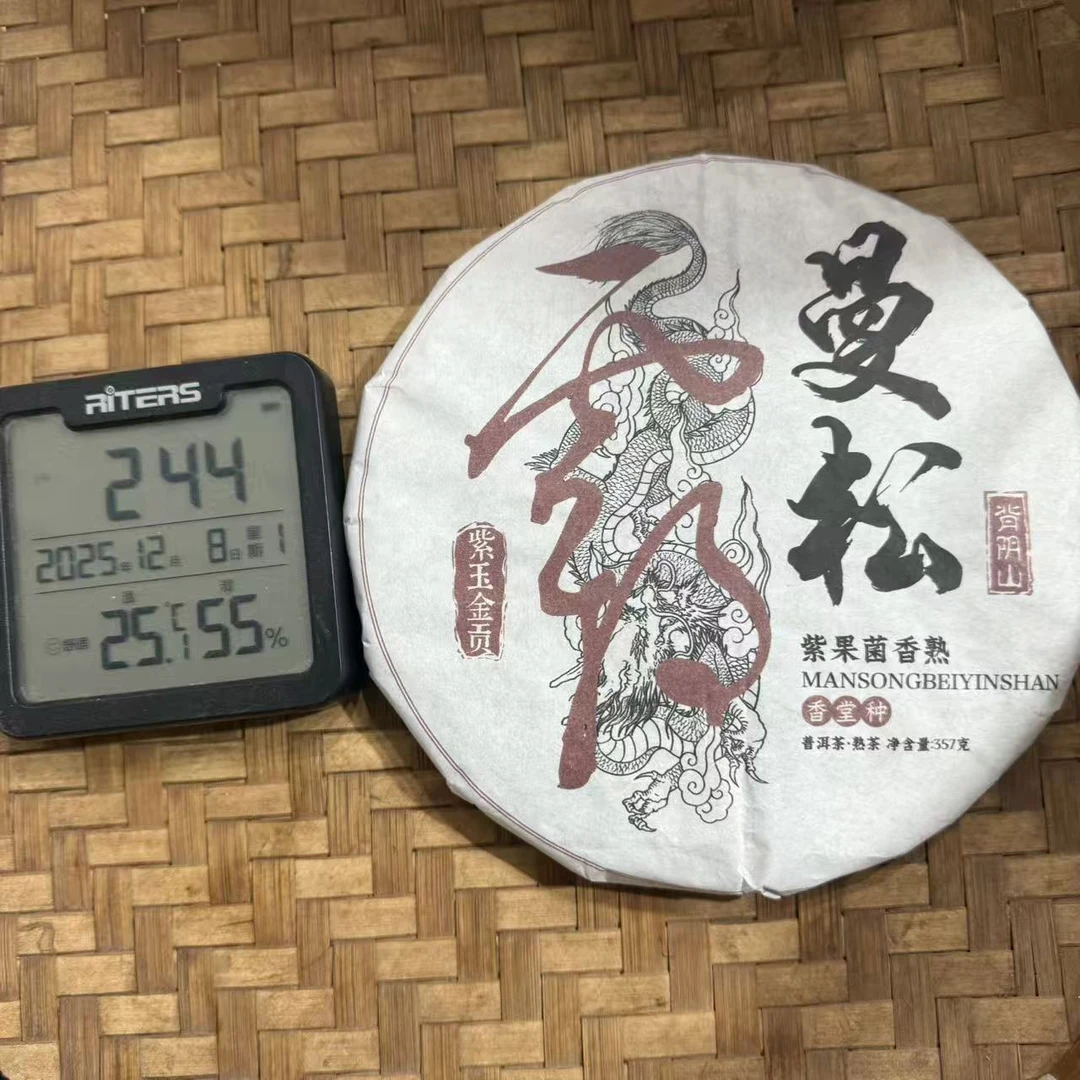 RITERS
2 44
2025年12月 8日 星期 1
25.1℃ 55%
曼松
背阴山
紫玉金贡
紫果菌香熟
MANSONGBEIYINSHAN
香堂种
普洱茶·熟茶 净含量:357克